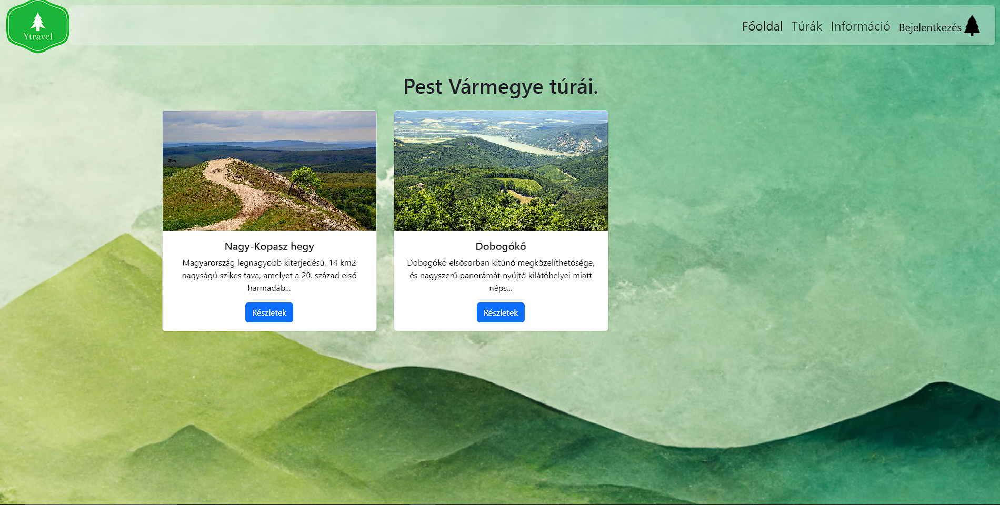 Ytravel
Főoldal Túrák Információ Bejelentkezés
Pest Vármegye túrái.
Nagy-Kopasz hegy
Magyarország legnagyobb kiterjedésű, 14 km2
nagyságú szikes tava, amelyet a 20. század első
harmadáb...
Részletek
Dobogókő
Dobogókő elsősorban kitűnő megközelíthetősége,
és nagyszerű panorámát nyújtó kilátóhelyei miatt
néps...
Részletek